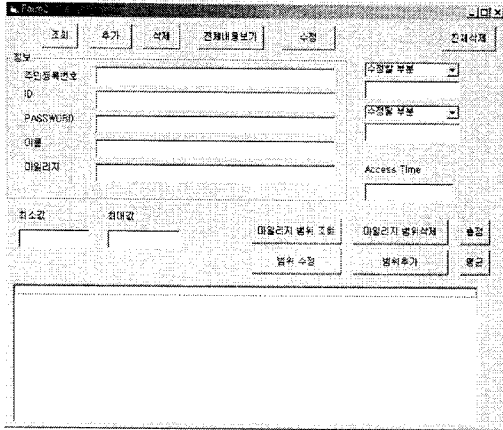 Form2
조회 추가 삭제 전체내용보기 수정 전체삭제
정보
주민등록번호
ID
PASSWORD
이름
마일리지
수정할 부분
수정할 부분
Access Time
최소값 최대값
마일리지 범위 조회 마일리지 범위삭제 총점
범위 수정 범위추가 평균